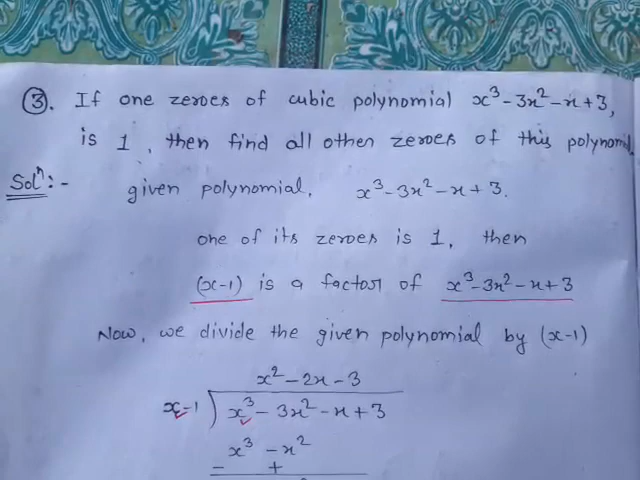 ③. If one zeroes of cubic polynomial x³-3x²-x+3,
is 1, then find all other zeroes of this polynomial
Solⁿ:- given polynomial, x³-3x²-x+3.
one of its zeroes is 1, then
(x-1) is a factor of x³-3x²-x+3
Now, we divide the given polynomial by (x-1)
x²-2x-3
x-1 ) x³-3x²-x+3
x³ -x²
- +